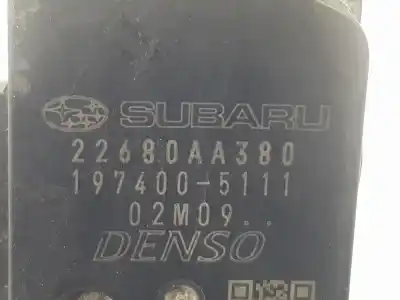 SUBARU
22680AA380
197400-5111
02M09..
DENSO